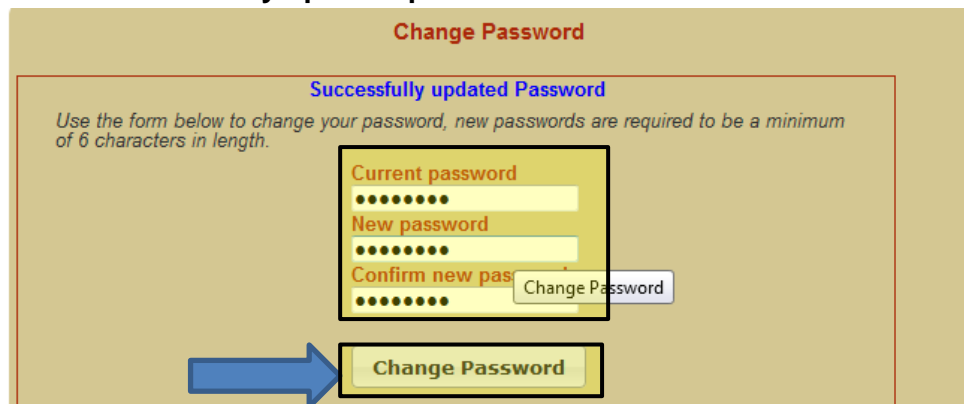 Change Password
Successfully updated Password
Use the form below to change your password, new passwords are required to be a minimum
of 6 characters in length.
Current password
••••••••
New password
••••••••
Confirm new
Change Password
••••••••
Change Password